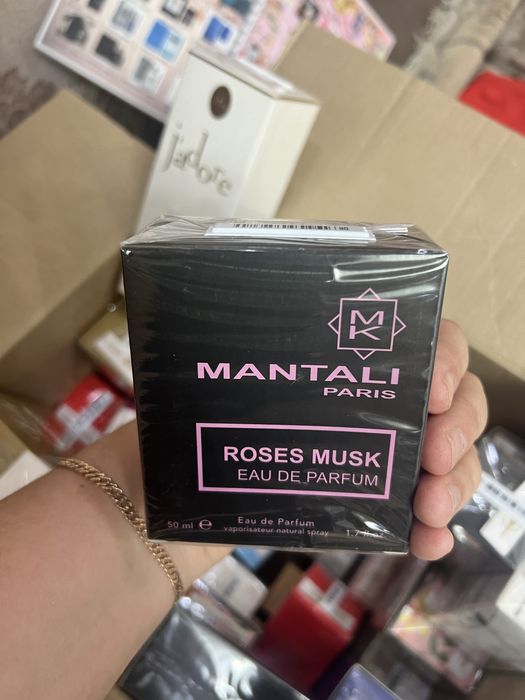 j'adore
MK
MANTALI
PARIS
ROSES MUSK
EAU DE PARFUM
Eau de Parfum
50 ml e vaporisateur natural spray 1.7 fl.oz